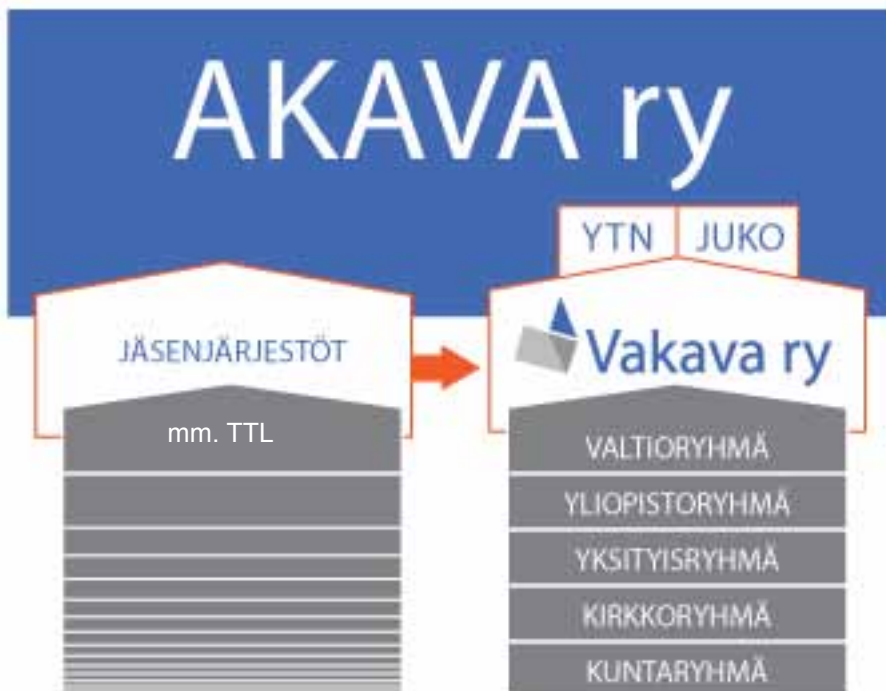 AKAVA ry
YTN JUKO
JÄSENJÄRJESTÖT
mm. TTL
Vakava ry
VALTIORYHMÄ
YLIOPISTORYHMÄ
YKSITYISRYHMÄ
KIRKKORYHMÄ
KUNTARYHMÄ